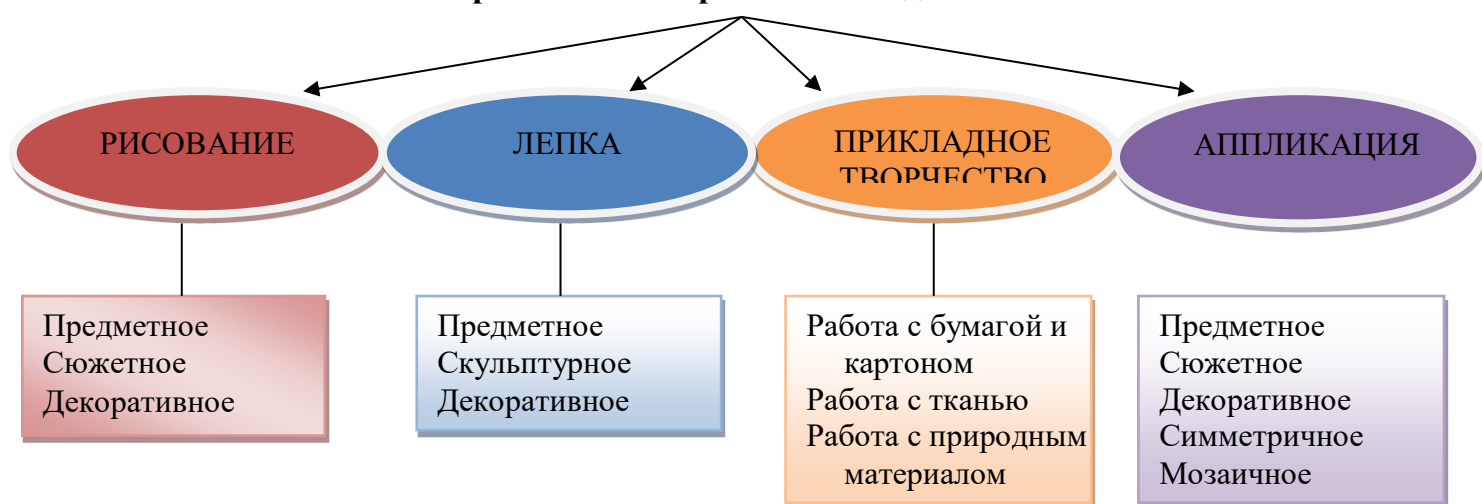 РИСОВАНИЕ
ЛЕПКА
ПРИКЛАДНОЕ
ТВОРЧЕСТВО
АППЛИКАЦИЯ
Предметное
Сюжетное
Декоративное
Предметное
Скульптурное
Декоративное
Работа с бумагой и
картоном
Работа с тканью
Работа с природным
материалом
Предметное
Сюжетное
Декоративное
Симметричное
Мозаичное